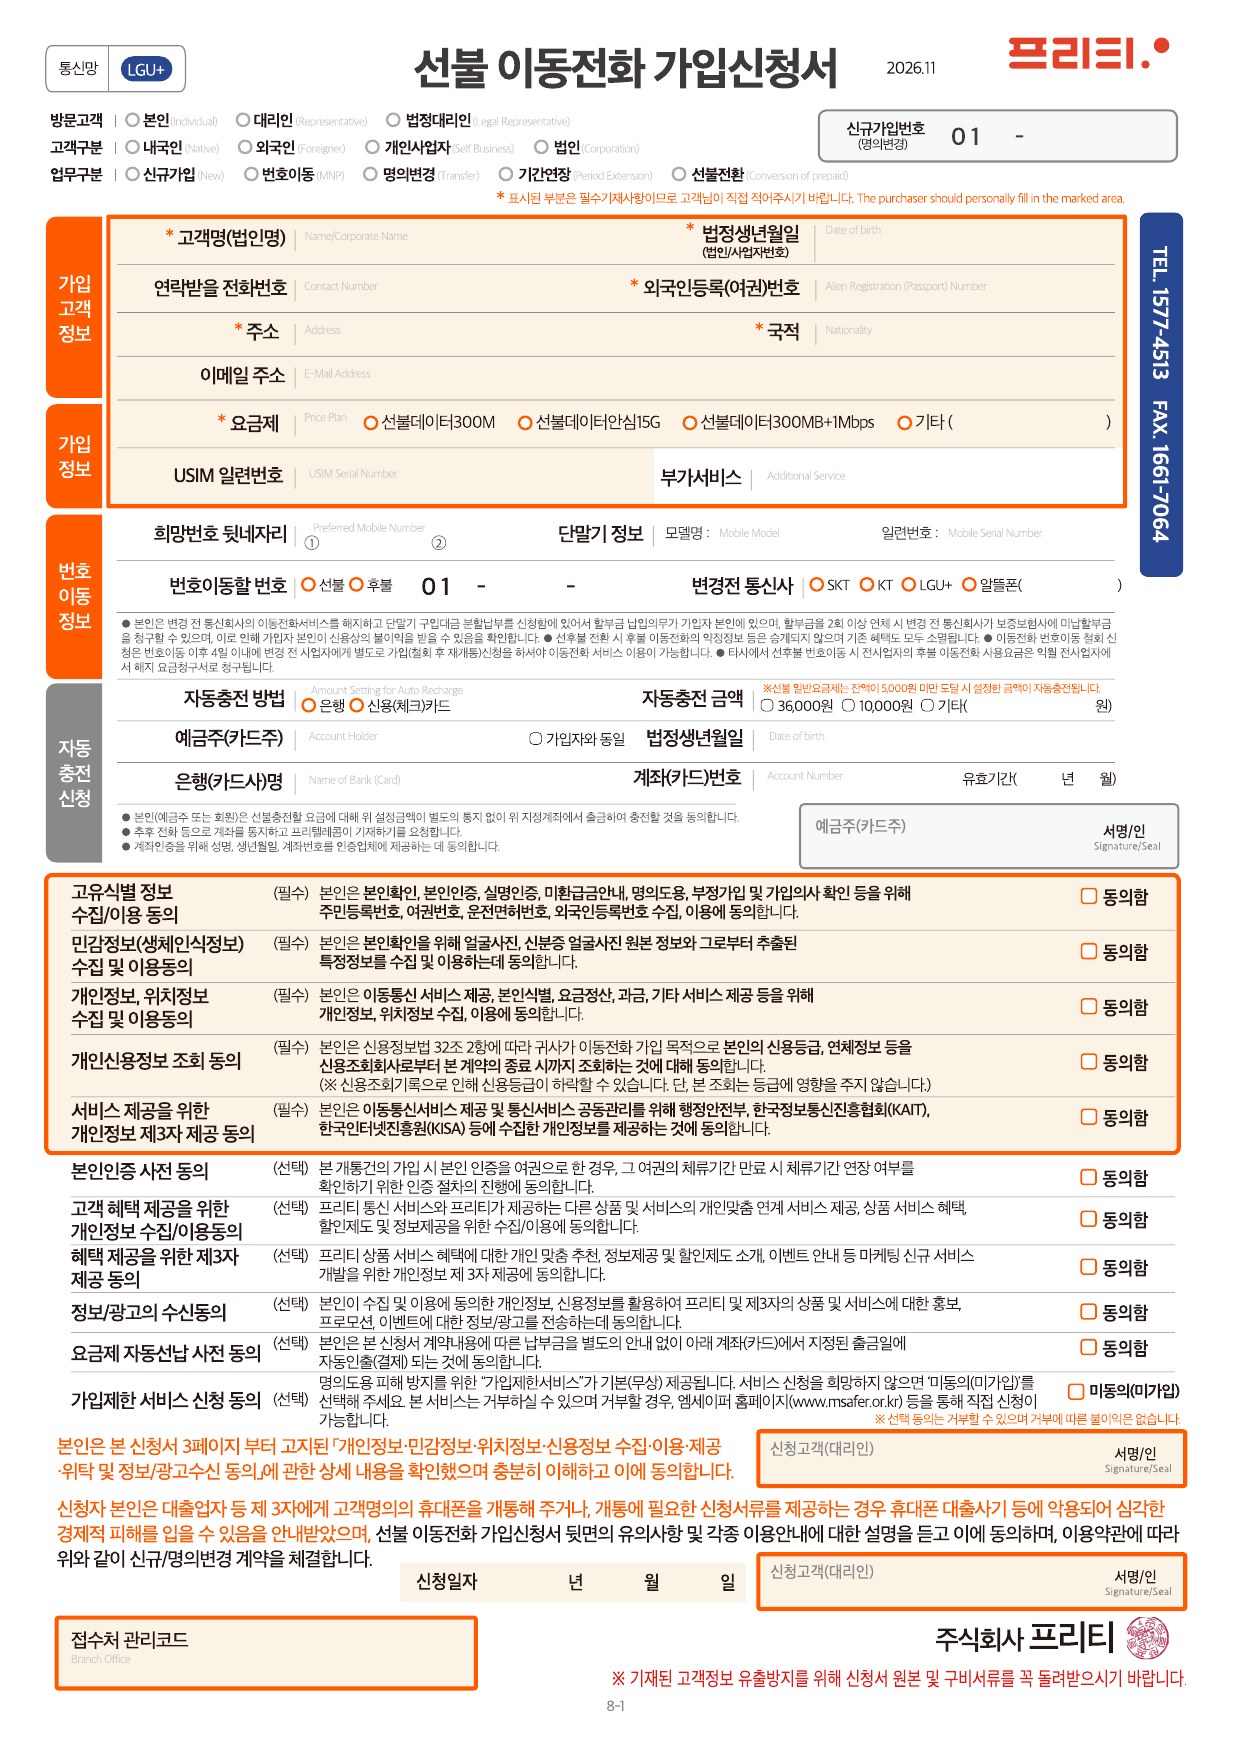 통신망 LGU+
선불 이동전화 가입신청서 2026.11
프리티.
방문고객 | 본인(Individual) 대리인(Representative) 법정대리인(Legal Representative)
고객구분 | 내국인(Native) 외국인(Foreigner) 개인사업자(Self Business) 법인(Corporation)
업무구분 | 신규가입(New) 번호이동(MNP) 명의변경(Transfer) 기간연장(Period Extension) 선불전환(Conversion of prepaid)
신규가입번호 01 -
(명의변경)
* 표시된 부분은 필수기재사항이므로 고객님이 직접 적어주시기 바랍니다. The purchaser should personally fill in the marked area.
TEL. 1577-4513 FAX. 1661-7064
가입
고객
정보
* 고객명(법인명) Name/Corporate Name * 법정생년월일 Date of birth
(법인/사업자번호)
연락받을 전화번호 Contact Number * 외국인등록(여권)번호 Alien Registration (Passport) Number
* 주소 Address * 국적 Nationality
이메일 주소 E-Mail Address
가입
정보
* 요금제 Price Plan 선불데이터300M 선불데이터안심15G 선불데이터300MB+1Mbps 기타 ( )
USIM 일련번호 USIM Serial Number 부가서비스 Additional Service
번호
이동
정보
희망번호 뒷네자리 Preferred Mobile Number ① ② 단말기 정보 모델명 : Mobile Model 일련번호 : Mobile Serial Number
번호이동할 번호 선불 후불 01 - - 변경전 통신사 SKT KT LGU+ 알뜰폰( )
● 본인은 변경 전 통신회사의 이동전화서비스를 해지하고 단말기 구입대금 분할납부를 신청함에 있어서 할부금 납입의무가 가입자 본인에 있으며, 할부금을 2회 이상 연체 시 변경 전 통신회사가 보증보험사에 미납할부금
을 청구할 수 있으며, 이로 인해 가입자 본인이 신용상의 불이익을 받을 수 있음을 확인합니다. ● 선후불 전환 시 후불 이동전화의 약정정보 등은 승계되지 않으며 기존 혜택도 모두 소멸됩니다. ● 이동전화 번호이동 철회 신
청은 번호이동 이후 4일 이내에 변경 전 사업자에게 별도로 가입(철회 후 재개통)신청을 하셔야 이동전화 서비스 이용이 가능합니다. ● 타사에서 선후불 번호이동 시 전사업자의 후불 이동전화 사용요금은 익월 전사업자에
서 해지 요금청구서로 청구됩니다.
자동
충전
신청
자동충전 방법 Amount Setting for Auto Recharge 은행 신용(체크)카드
※선불 일반요금제는 잔액이 5,000원 미만 도달 시 설정한 금액이 자동충전됩니다.
자동충전 금액 36,000원 10,000원 기타( 원)
예금주(카드주) Account Holder 가입자와 동일 법정생년월일 Date of birth
은행(카드사)명 Name of Bank (Card) 계좌(카드)번호 Account Number 유효기간( 년 월)
● 본인(예금주 또는 회원)은 선불충전할 요금에 대해 위 설정금액이 별도의 통지 없이 위 지정계좌에서 출금하여 충전할 것을 동의합니다.
● 추후 전화 등으로 계좌를 통지하고 프리텔레콤이 기재하기를 요청합니다.
● 계좌인증을 위해 성명, 생년월일, 계좌번호를 인증업체에 제공하는 데 동의합니다.
예금주(카드주) 서명/인
Signature/Seal
고유식별 정보
수집/이용 동의
(필수) 본인은 본인확인, 본인인증, 실명인증, 미환급금안내, 명의도용, 부정가입 및 가입의사 확인 등을 위해
주민등록번호, 여권번호, 운전면허번호, 외국인등록번호 수집, 이용에 동의합니다.
동의함
민감정보(생체인식정보)
수집 및 이용동의
(필수) 본인은 본인확인을 위해 얼굴사진, 신분증 얼굴사진 원본 정보와 그로부터 추출된
특정정보를 수집 및 이용하는데 동의합니다.
동의함
개인정보, 위치정보
수집 및 이용동의
(필수) 본인은 이동통신 서비스 제공, 본인식별, 요금정산, 과금, 기타 서비스 제공 등을 위해
개인정보, 위치정보 수집, 이용에 동의합니다.
동의함
개인신용정보 조회 동의
(필수) 본인은 신용정보법 32조 2항에 따라 귀사가 이동전화 가입 목적으로 본인의 신용등급, 연체정보 등을
신용조회회사로부터 본 계약의 종료 시까지 조회하는 것에 대해 동의합니다.
(※ 신용조회기록으로 인해 신용등급이 하락할 수 있습니다. 단, 본 조회는 등급에 영향을 주지 않습니다.)
동의함
서비스 제공을 위한
개인정보 제3자 제공 동의
(필수) 본인은 이동통신서비스 제공 및 통신서비스 공동관리를 위해 행정안전부, 한국정보통신진흥협회(KAIT),
한국인터넷진흥원(KISA) 등에 수집한 개인정보를 제공하는 것에 동의합니다.
동의함
본인인증 사전 동의
(선택) 본 개통건의 가입 시 본인 인증을 여권으로 한 경우, 그 여권의 체류기간 만료 시 체류기간 연장 여부를
확인하기 위한 인증 절차의 진행에 동의합니다.
동의함
고객 혜택 제공을 위한
개인정보 수집/이용동의
(선택) 프리티 통신 서비스와 프리티가 제공하는 다른 상품 및 서비스의 개인맞춤 연계 서비스 제공, 상품 서비스 혜택,
할인제도 및 정보제공을 위한 수집/이용에 동의합니다.
동의함
혜택 제공을 위한 제3자
제공 동의
(선택) 프리티 상품 서비스 혜택에 대한 개인 맞춤 추천, 정보제공 및 할인제도 소개, 이벤트 안내 등 마케팅 신규 서비스
개발을 위한 개인정보 제 3자 제공에 동의합니다.
동의함
정보/광고의 수신동의
(선택) 본인이 수집 및 이용에 동의한 개인정보, 신용정보를 활용하여 프리티 및 제3자의 상품 및 서비스에 대한 홍보,
프로모션, 이벤트에 대한 정보/광고를 전송하는데 동의합니다.
동의함
요금제 자동선납 사전 동의
(선택) 본인은 본 신청서 계약내용에 따른 납부금을 별도의 안내 없이 아래 계좌(카드)에서 지정된 출금일에
자동인출(결제) 되는 것에 동의합니다.
동의함
가입제한 서비스 신청 동의
(선택) 명의도용 피해 방지를 위한 “가입제한서비스”가 기본(무상) 제공됩니다. 서비스 신청을 희망하지 않으면 ‘미동의(미가입)’를
선택해 주세요. 본 서비스는 거부하실 수 있으며 거부할 경우, 엠세이퍼 홈페이지(www.msafer.or.kr) 등을 통해 직접 신청이
가능합니다.
미동의(미가입)
※ 선택 동의는 거부할 수 있으며 거부에 따른 불이익은 없습니다.
본인은 본 신청서 3페이지 부터 고지된 「개인정보·민감정보·위치정보·신용정보 수집·이용·제공
·위탁 및 정보/광고수신 동의」에 관한 상세 내용을 확인했으며 충분히 이해하고 이에 동의합니다.
신청고객(대리인) 서명/인
Signature/Seal
신청자 본인은 대출업자 등 제 3자에게 고객명의의 휴대폰을 개통해 주거나, 개통에 필요한 신청서류를 제공하는 경우 휴대폰 대출사기 등에 악용되어 심각한
경제적 피해를 입을 수 있음을 안내받았으며, 선불 이동전화 가입신청서 뒷면의 유의사항 및 각종 이용안내에 대한 설명을 듣고 이에 동의하며, 이용약관에 따라
위와 같이 신규/명의변경 계약을 체결합니다.
신청일자 년 월 일
신청고객(대리인) 서명/인
Signature/Seal
접수처 관리코드
Branch Office
주식회사 프리티
※ 기재된 고객정보 유출방지를 위해 신청서 원본 및 구비서류를 꼭 돌려받으시기 바랍니다.
8-1